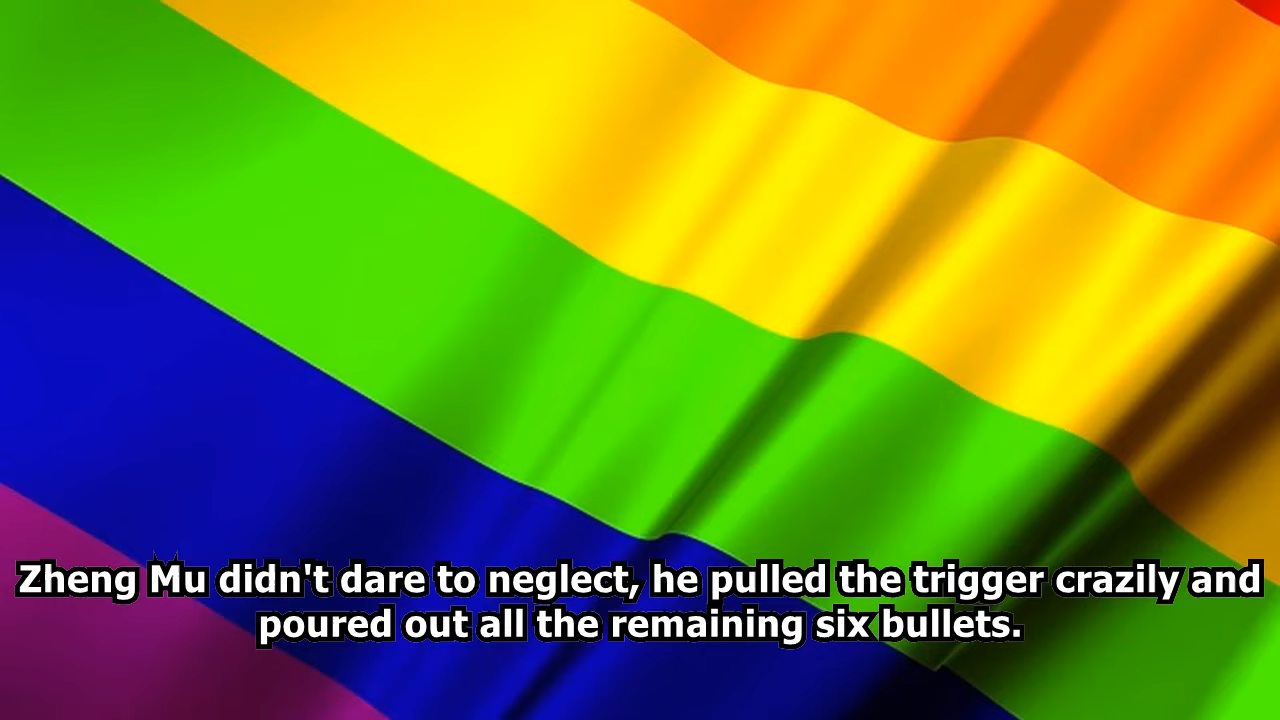 Zheng Mu didn't dare to neglect, he pulled the trigger crazily and
poured out all the remaining six bullets.